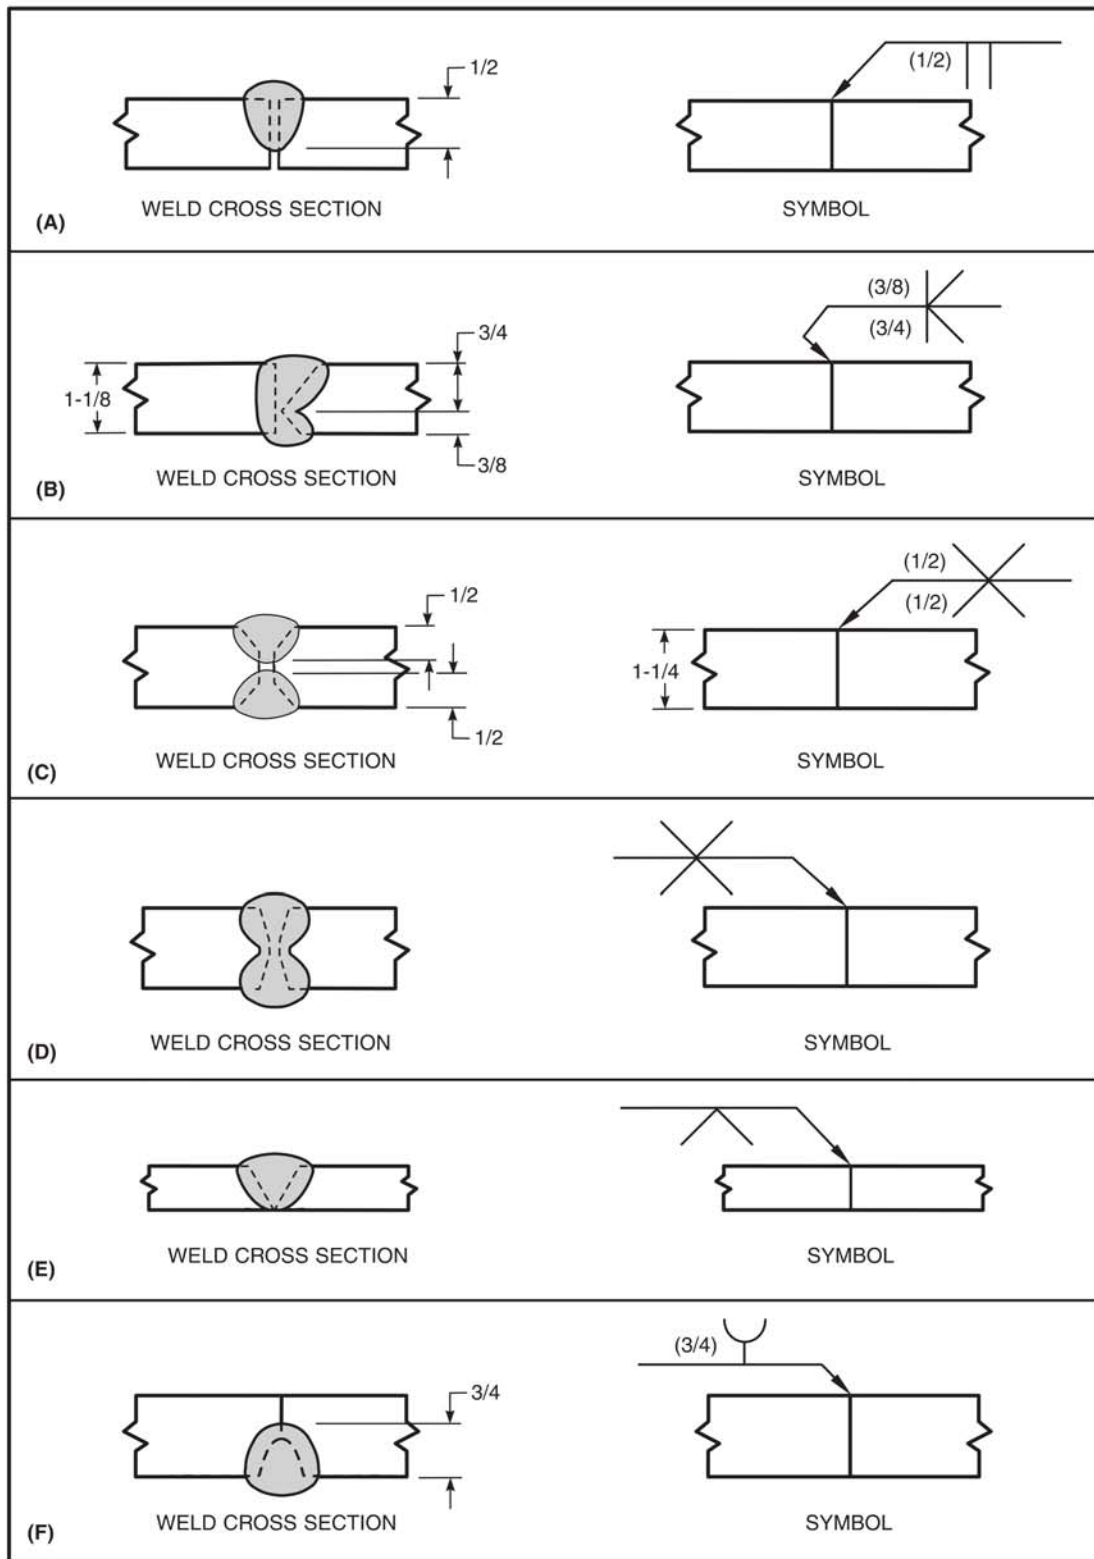 1/2
(1/2)
WELD CROSS SECTION
SYMBOL
(A)
(3/8)
3/4
(3/4)
1-1/8
3/8
WELD CROSS SECTION
SYMBOL
(B)
(1/2)
1/2
(1/2)
1-1/4
1/2
WELD CROSS SECTION
SYMBOL
(C)
WELD CROSS SECTION
SYMBOL
(D)
WELD CROSS SECTION
SYMBOL
(E)
(3/4)
3/4
WELD CROSS SECTION
SYMBOL
(F)